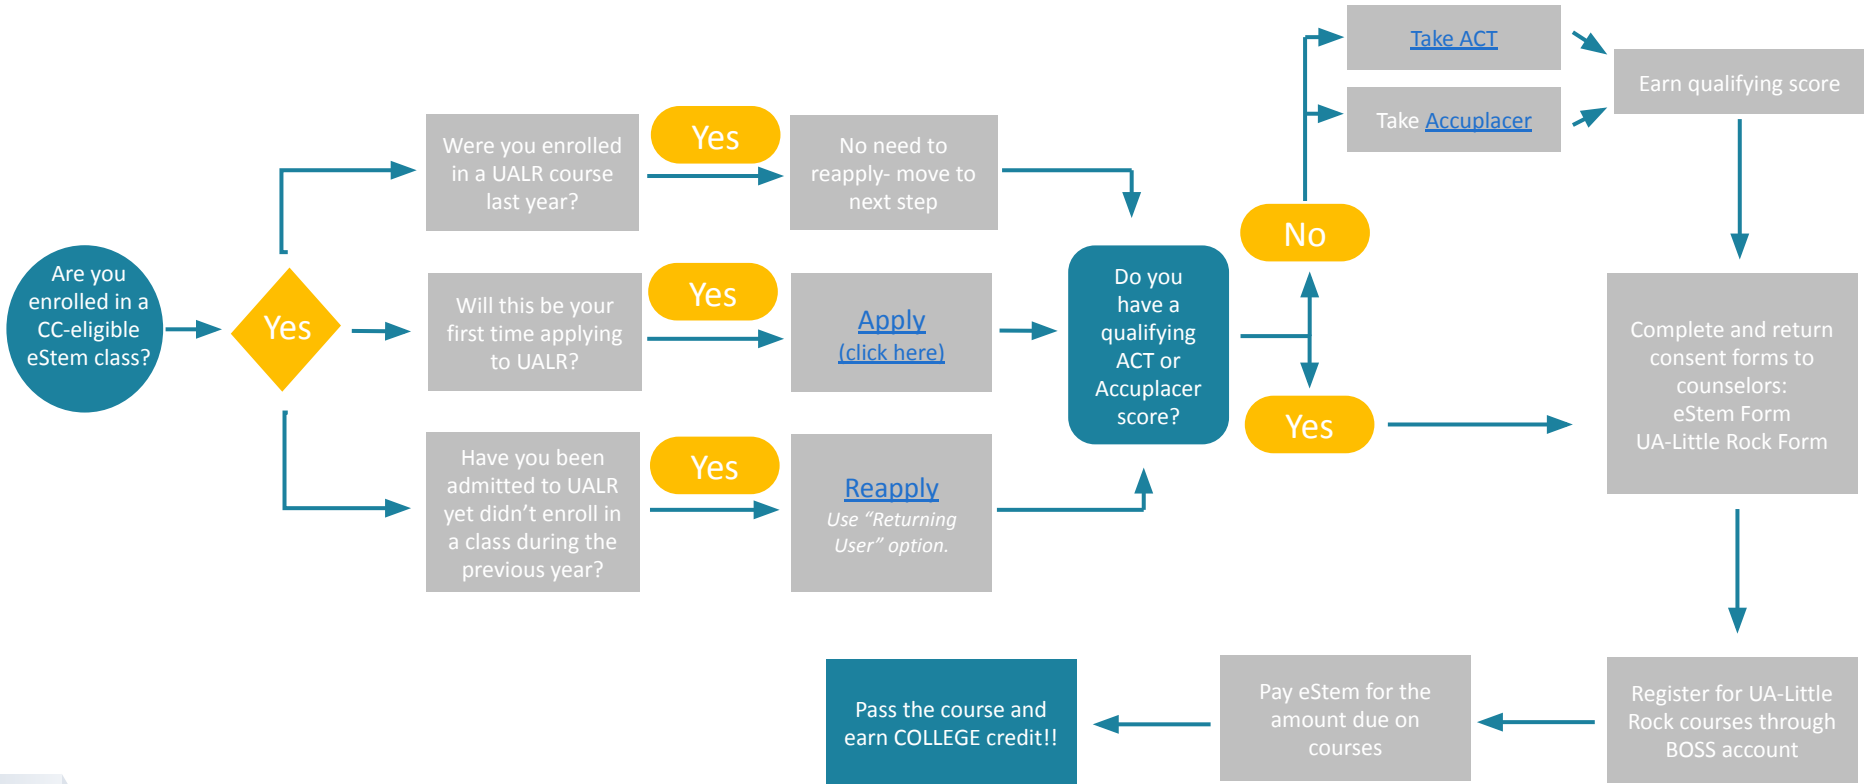 Are you
enrolled in a
CC-eligible
eStem class?
Yes
Were you enrolled
in a UALR course
last year?
Yes
No need to
reapply- move to
next step
Will this be your
first time applying
to UALR?
Yes
Apply
(click here)
Have you been
admitted to UALR
yet didn’t enroll in
a class during the
previous year?
Yes
Reapply
Use “Returning
User” option.
Do you
have a
qualifying
ACT or
Accuplacer
score?
No
Take ACT
Take Accuplacer
Earn qualifying score
Yes
Complete and return
consent forms to
counselors:
eStem Form
UA-Little Rock Form
Register for UA-Little
Rock courses through
BOSS account
Pay eStem for the
amount due on
courses
Pass the course and
earn COLLEGE credit!!